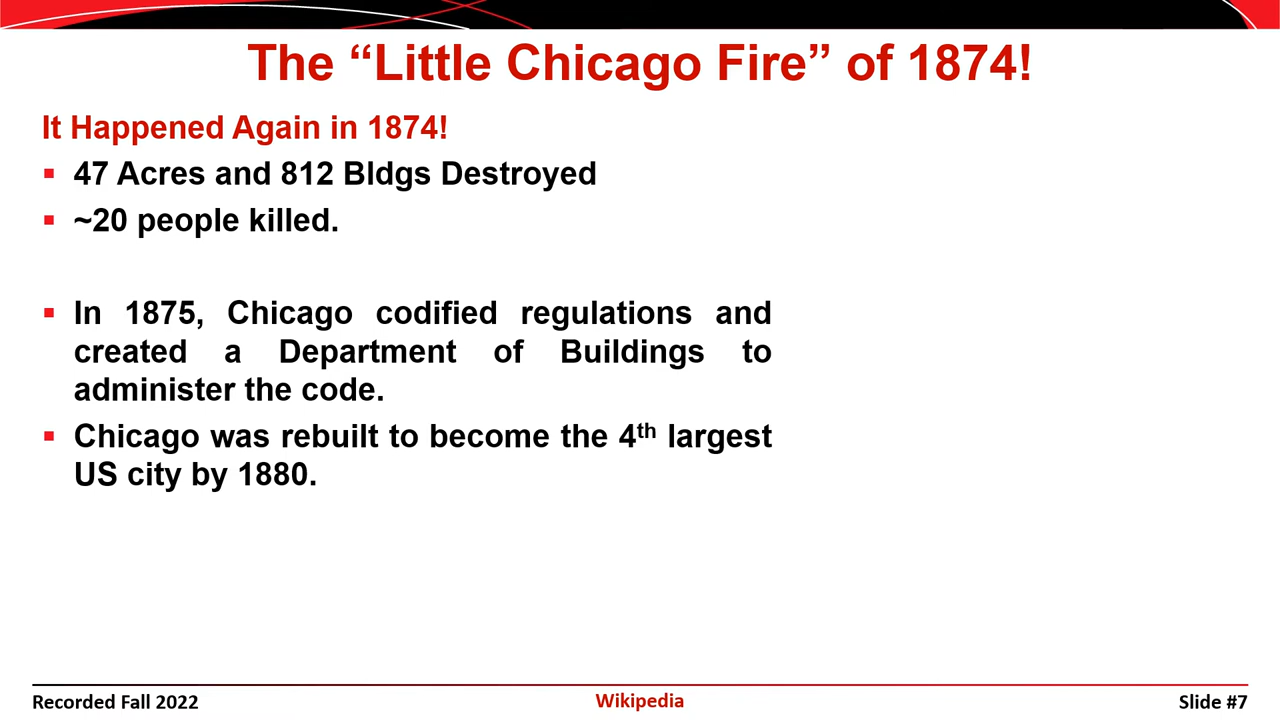 The “Little Chicago Fire” of 1874!
It Happened Again in 1874!
▪ 47 Acres and 812 Bldgs Destroyed
▪ ~20 people killed.
▪ In 1875, Chicago codified regulations and
created a Department of Buildings to
administer the code.
▪ Chicago was rebuilt to become the 4th largest
US city by 1880.
Recorded Fall 2022
Wikipedia
Slide #7